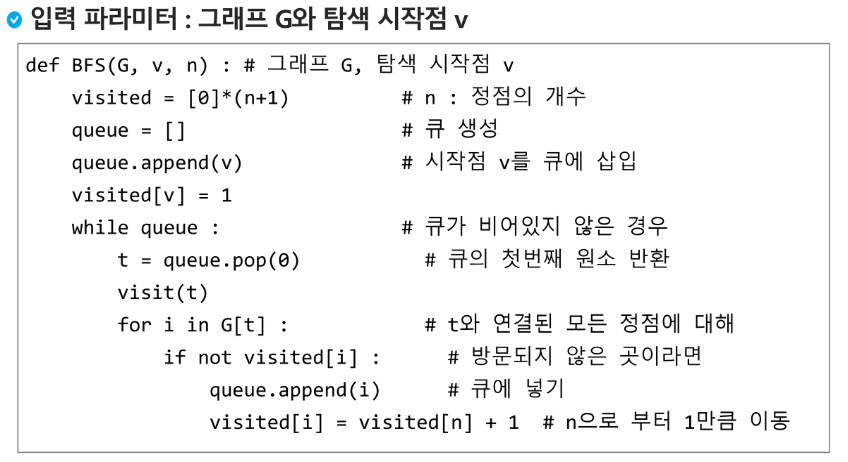 입력 파라미터 : 그래프 G와 탐색 시작점 v
def BFS(G, v, n) : # 그래프 G, 탐색 시작점 v
    visited = [0]*(n+1)          # n : 정점의 개수
    queue = []                   # 큐 생성
    queue.append(v)              # 시작점 v를 큐에 삽입
    visited[v] = 1
    while queue :                # 큐가 비어있지 않은 경우
        t = queue.pop(0)           # 큐의 첫번째 원소 반환
        visit(t)
        for i in G[t] :            # t와 연결된 모든 정점에 대해
            if not visited[i] :      # 방문되지 않은 곳이라면
                queue.append(i)      # 큐에 넣기
                visited[i] = visited[n] + 1  # n으로 부터 1만큼 이동